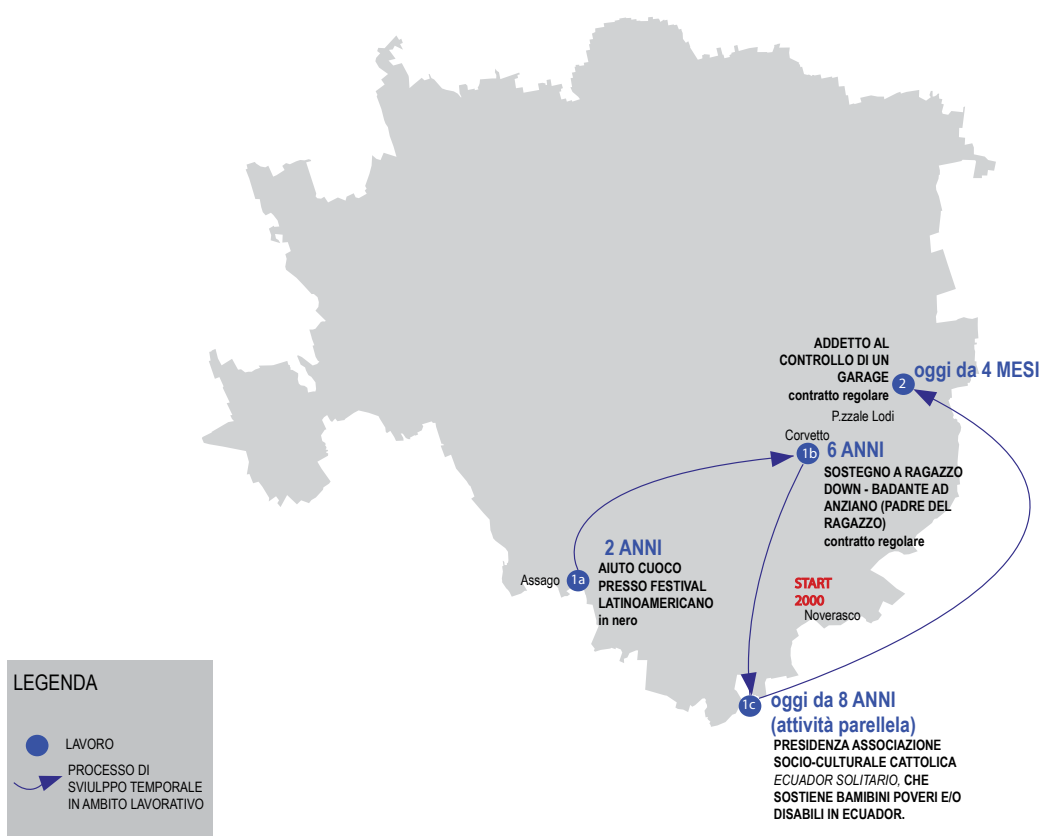 ADDETTO AL
CONTROLLO DI UN
GARAGE
contratto regolare
2
oggi da 4 MESI
P.zzale Lodi
Corvetto
1b
6 ANNI
SOSTEGNO A RAGAZZO
DOWN - BADANTE AD
ANZIANO (PADRE DEL
RAGAZZO)
contratto regolare
2 ANNI
Assago
1a
AIUTO CUOCO
PRESSO FESTIVAL
LATINOAMERICANO
in nero
START
2000
Noverasco
1c
oggi da 8 ANNI
(attività parellela)
PRESIDENZA ASSOCIAZIONE
SOCIO-CULTURALE CATTOLICA
ECUADOR SOLITARIO, CHE
SOSTIENE BAMIBINI POVERI E/O
DISABILI IN ECUADOR.
LEGENDA
LAVORO
PROCESSO DI
SVIULPPO TEMPORALE
IN AMBITO LAVORATIVO